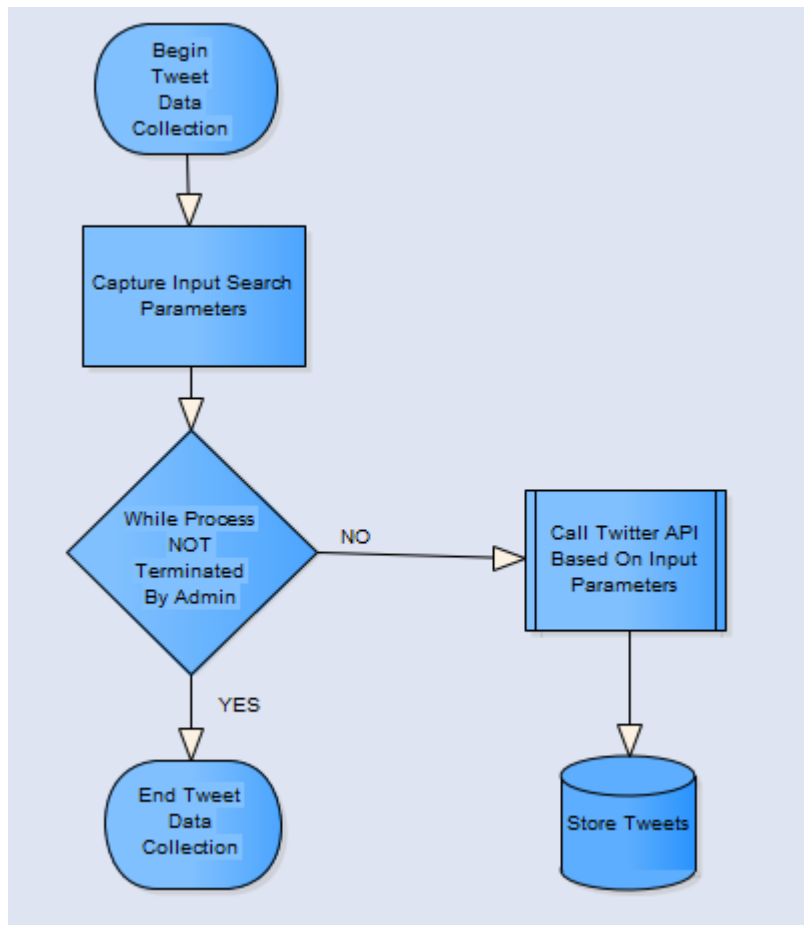 Begin
Tweet
Data
Collection
Capture Input Search
Parameters
While Process
NOT
Terminated
By Admin
NO
Call Twitter API
Based On Input
Parameters
YES
End Tweet
Data
Collection
Store Tweets